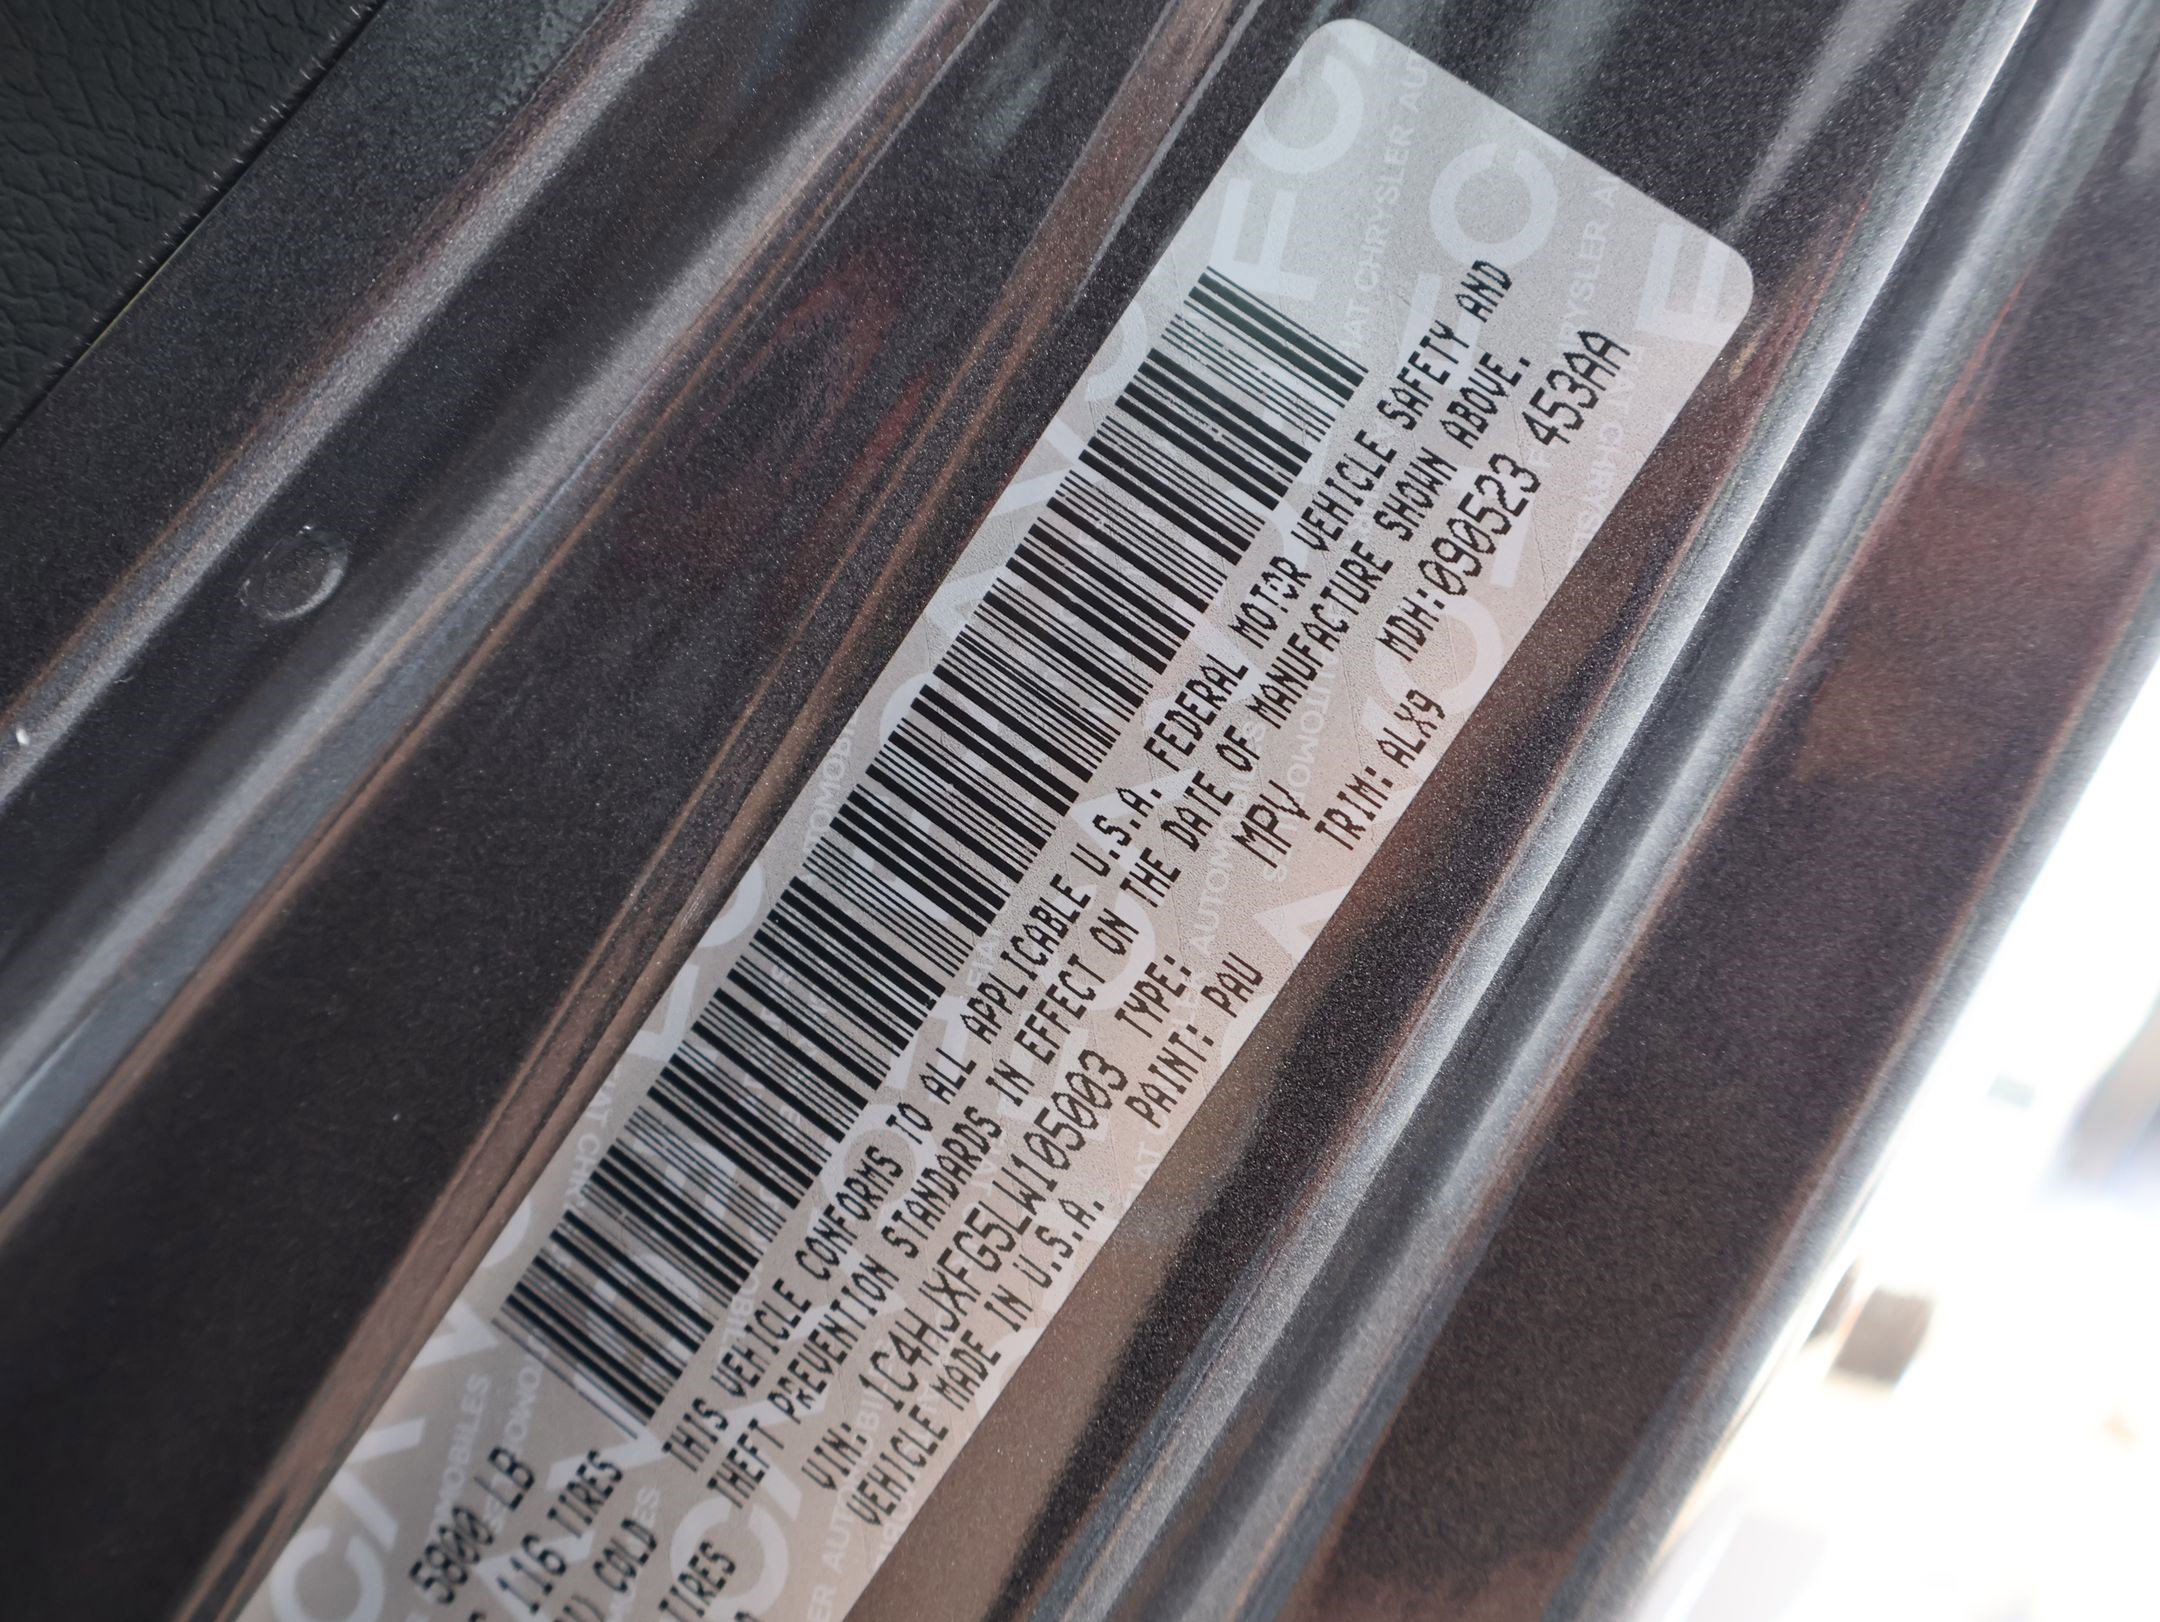 5800 LB
116 TIRES
COLD
TIRES
THIS VEHICLE CONFORMS TO ALL APPLICABLE U.S.A. FEDERAL MOTOR VEHICLE SAFETY AND
THEFT PREVENTION STANDARDS IN EFFECT ON THE DATE OF MANUFACTURE SHOWN ABOVE.
VIN: 1C4HJXFG5LW105003 TYPE: MPV MDH:090523 453AA
VEHICLE MADE IN U.S.A. PAINT: PAU TRIM: ALX9